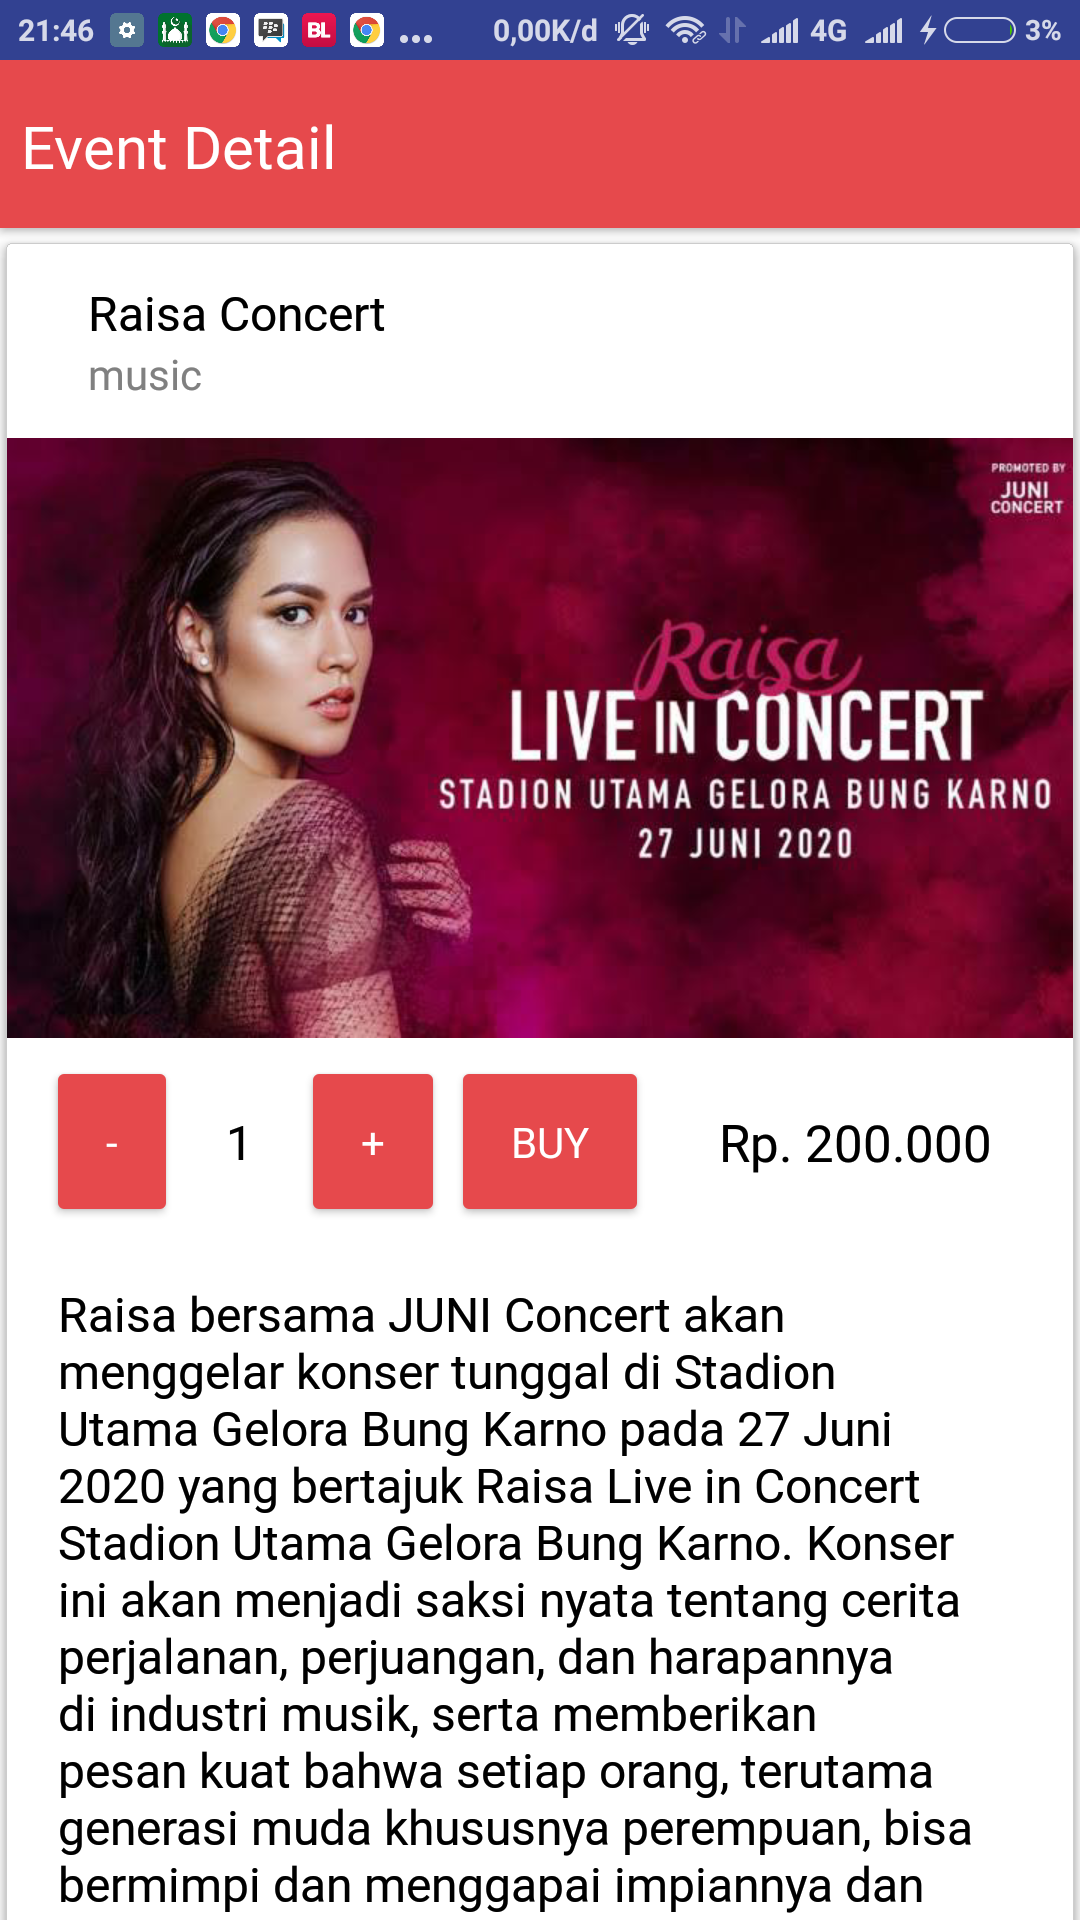 21:46 BL ... 0,00K/d 4G 3%
Event Detail
Raisa Concert
music
PROMOTED BY
JUNI
CONCERT
Raisa
LIVE IN CONCERT
STADION UTAMA GELORA BUNG KARNO
27 JUNI 2020
- 1 + BUY Rp. 200.000
Raisa bersama JUNI Concert akan
menggelar konser tunggal di Stadion
Utama Gelora Bung Karno pada 27 Juni
2020 yang bertajuk Raisa Live in Concert
Stadion Utama Gelora Bung Karno. Konser
ini akan menjadi saksi nyata tentang cerita
perjalanan, perjuangan, dan harapannya
di industri musik, serta memberikan
pesan kuat bahwa setiap orang, terutama
generasi muda khususnya perempuan, bisa
bermimpi dan menggapai impiannya dan